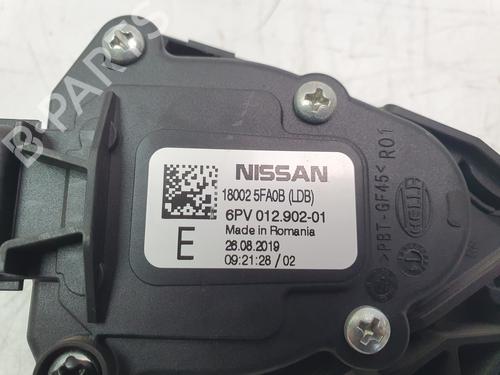 B-PARTS
NISSAN
18002 5FA0B (LDB)
6PV 012.902-01
Made in Romania
E
26.08.2019
09:21:28 / 02
>PBT-GF45< R01
HELLA